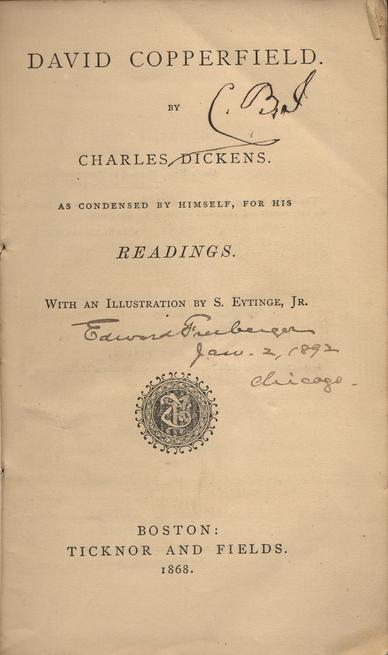 DAVID COPPERFIELD.
BY
CHARLES DICKENS.
AS CONDENSED BY HIMSELF, FOR HIS
READINGS.
WITH AN ILLUSTRATION BY S. EYTINGE, JR.
Edward Freiberger
Jan. 2, 1892
Chicago.
BOSTON:
TICKNOR AND FIELDS.
1868.